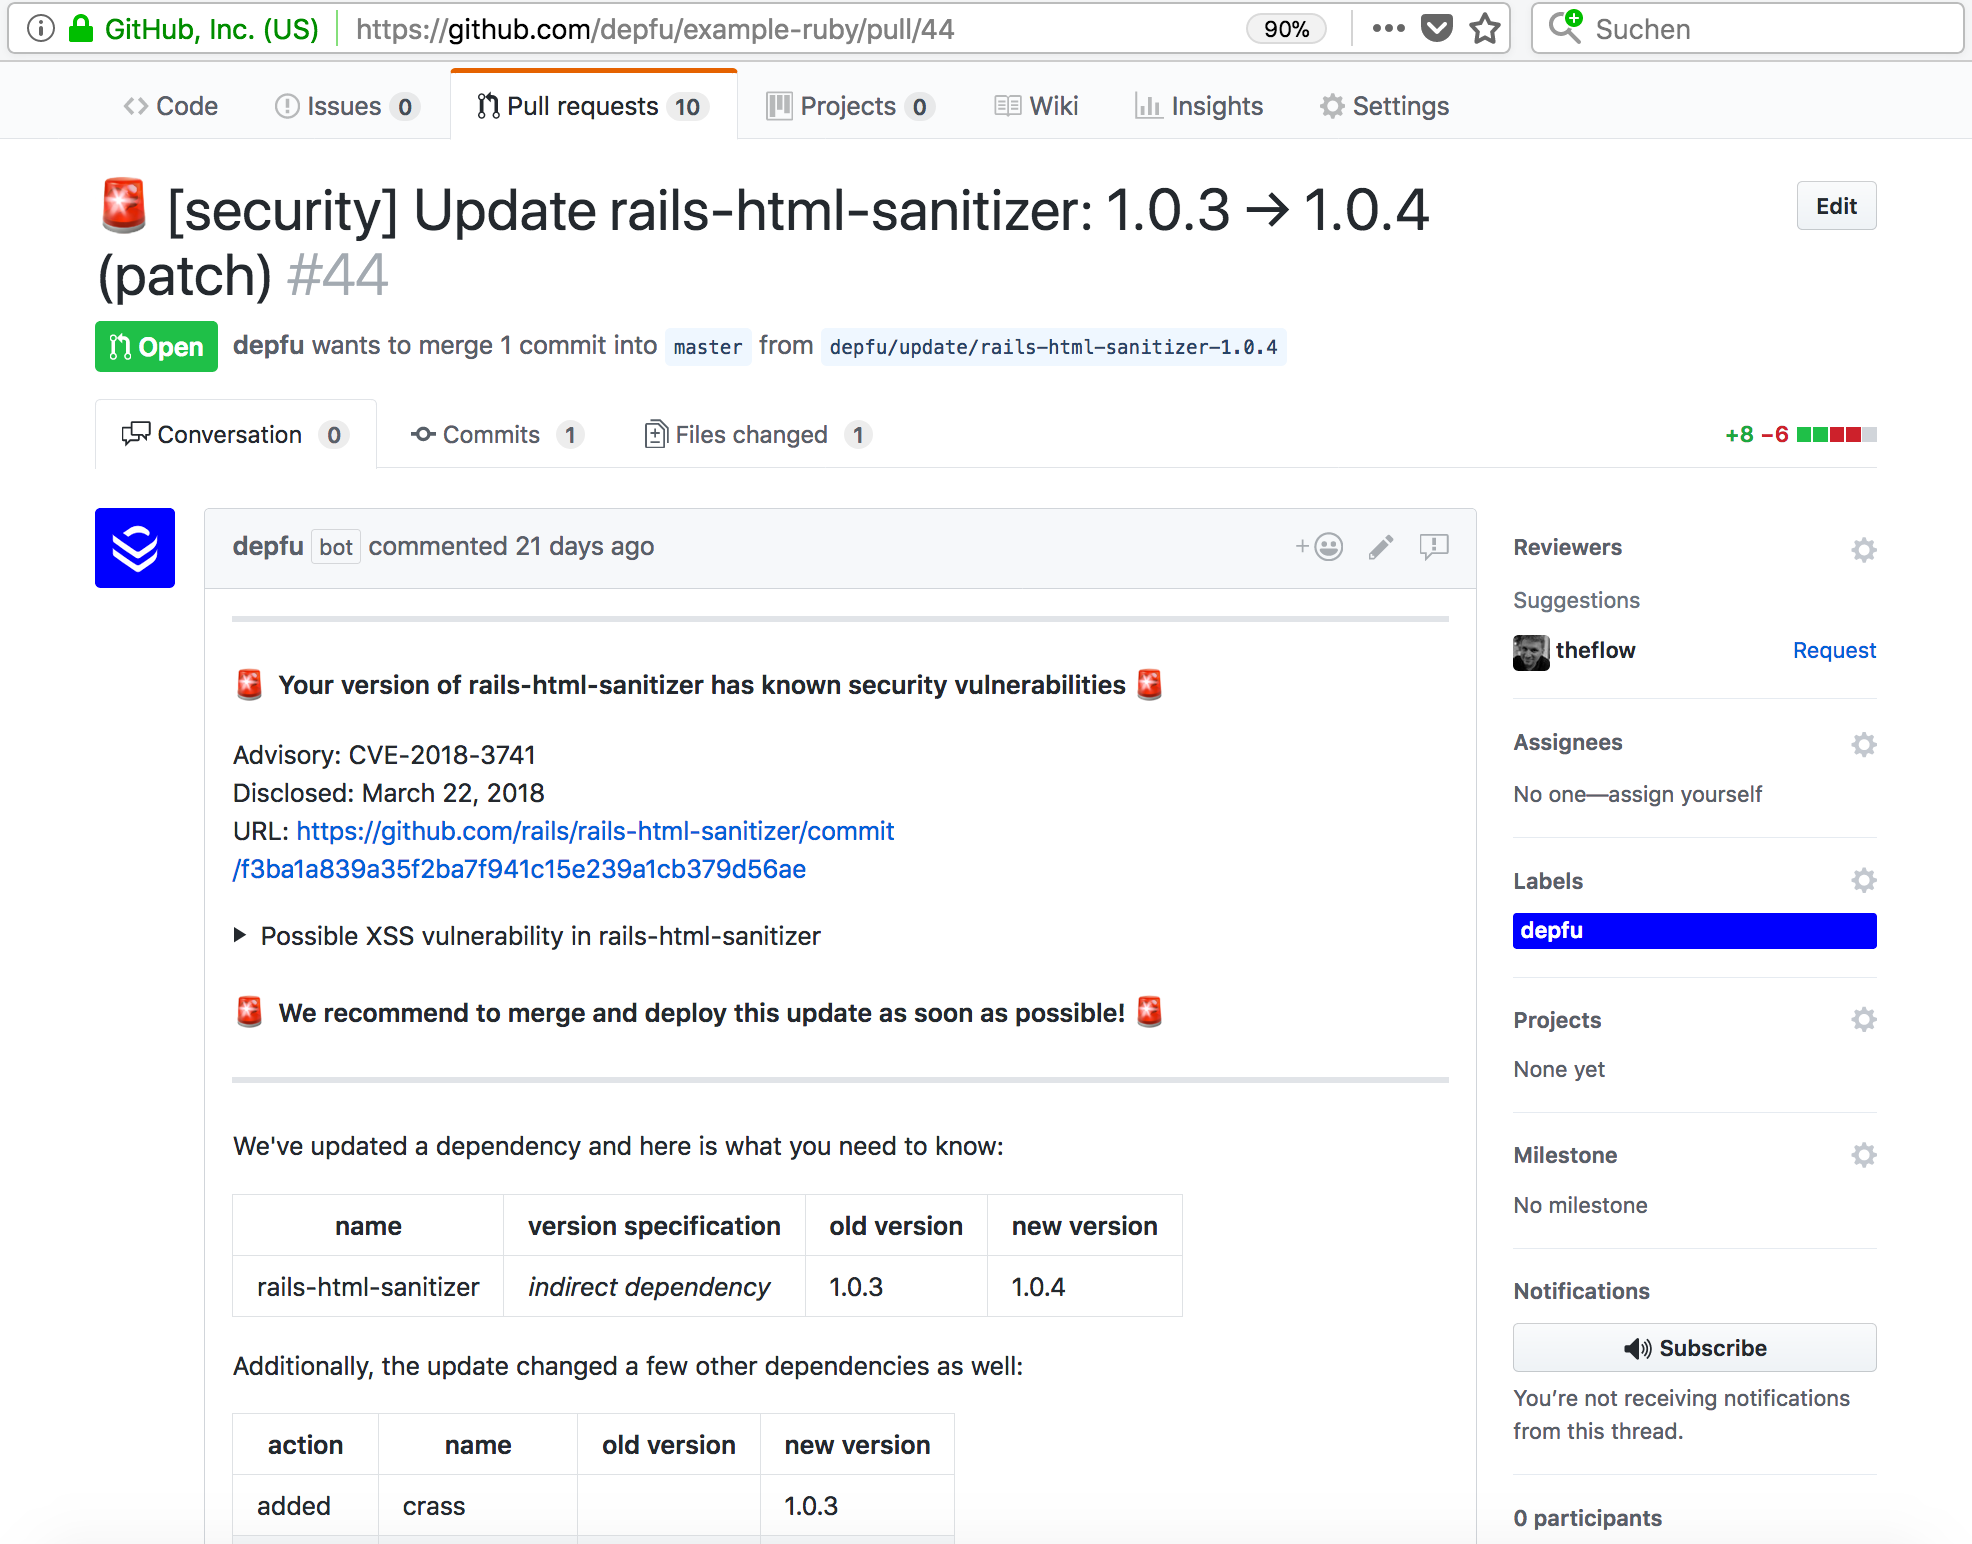 GitHub, Inc. (US) https://github.com/depfu/example-ruby/pull/44 90% Suchen
Code Issues 0 Pull requests 10 Projects 0 Wiki Insights Settings
[security] Update rails-html-sanitizer: 1.0.3 → 1.0.4
(patch) #44
Edit
Open depfu wants to merge 1 commit into master from depfu/update/rails-html-sanitizer-1.0.4
Conversation 0 Commits 1 Files changed 1 +8 −6
depfu bot commented 21 days ago
Your version of rails-html-sanitizer has known security vulnerabilities
Advisory: CVE-2018-3741
Disclosed: March 22, 2018
URL: https://github.com/rails/rails-html-sanitizer/commit
/f3ba1a839a35f2ba7f941c15e239a1cb379d56ae
Possible XSS vulnerability in rails-html-sanitizer
We recommend to merge and deploy this update as soon as possible!
We've updated a dependency and here is what you need to know:
name version specification old version new version
rails-html-sanitizer indirect dependency 1.0.3 1.0.4
Additionally, the update changed a few other dependencies as well:
action name old version new version
added crass 1.0.3
Reviewers
Suggestions
theflow Request
Assignees
No one—assign yourself
Labels
depfu
Projects
None yet
Milestone
No milestone
Notifications
Subscribe
You’re not receiving notifications
from this thread.
0 participants